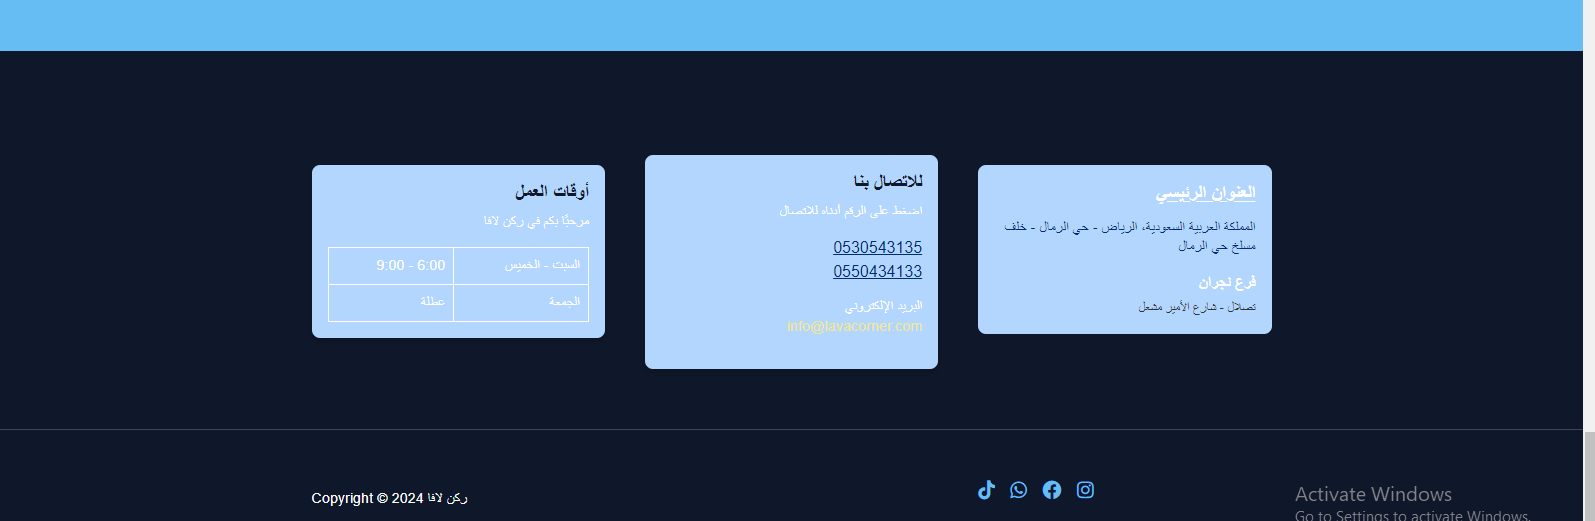 العنوان الرئيسي
المملكة العربية السعودية، الرياض - حي الرمال - خلف
مسلخ حي الرمال
فرع نجران
تصلال - شارع الأمير مشعل
للاتصال بنا
اضغط على الرقم أدناه للاتصال
0530543135
0550434133
البريد الإلكتروني
info@lavacorner.com
أوقات العمل
مرحبًا بكم في ركن لافا
السبت - الخميس 6:00 - 9:00
الجمعة عطلة
Copyright © 2024 ركن لافا
Activate Windows
Go to Settings to activate Windows.